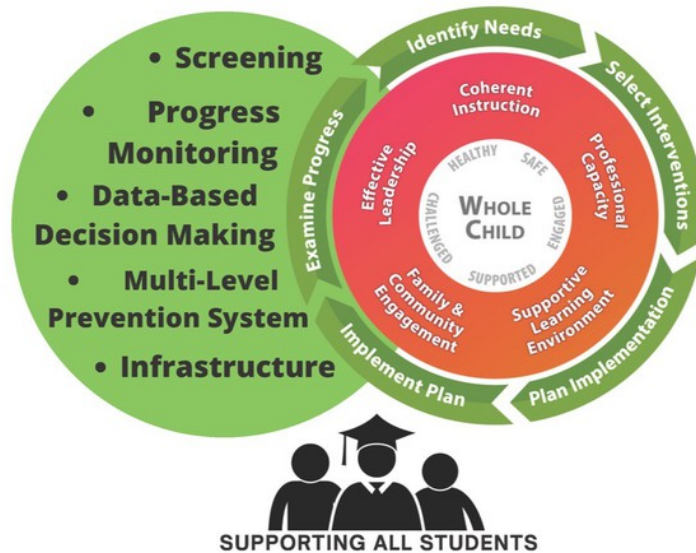 • Screening
• Progress
Monitoring
• Data-Based
Decision Making
• Multi-Level
Prevention System
• Infrastructure
Identify Needs
Select Interventions
Plan Implementation
Implement Plan
Examine Progress
Coherent
Instruction
Professional
Capacity
Supportive
Learning
Environment
Family &
Community
Engagement
Effective
Leadership
HEALTHY
SAFE
ENGAGED
SUPPORTED
CHALLENGED
WHOLE
CHILD
SUPPORTING ALL STUDENTS